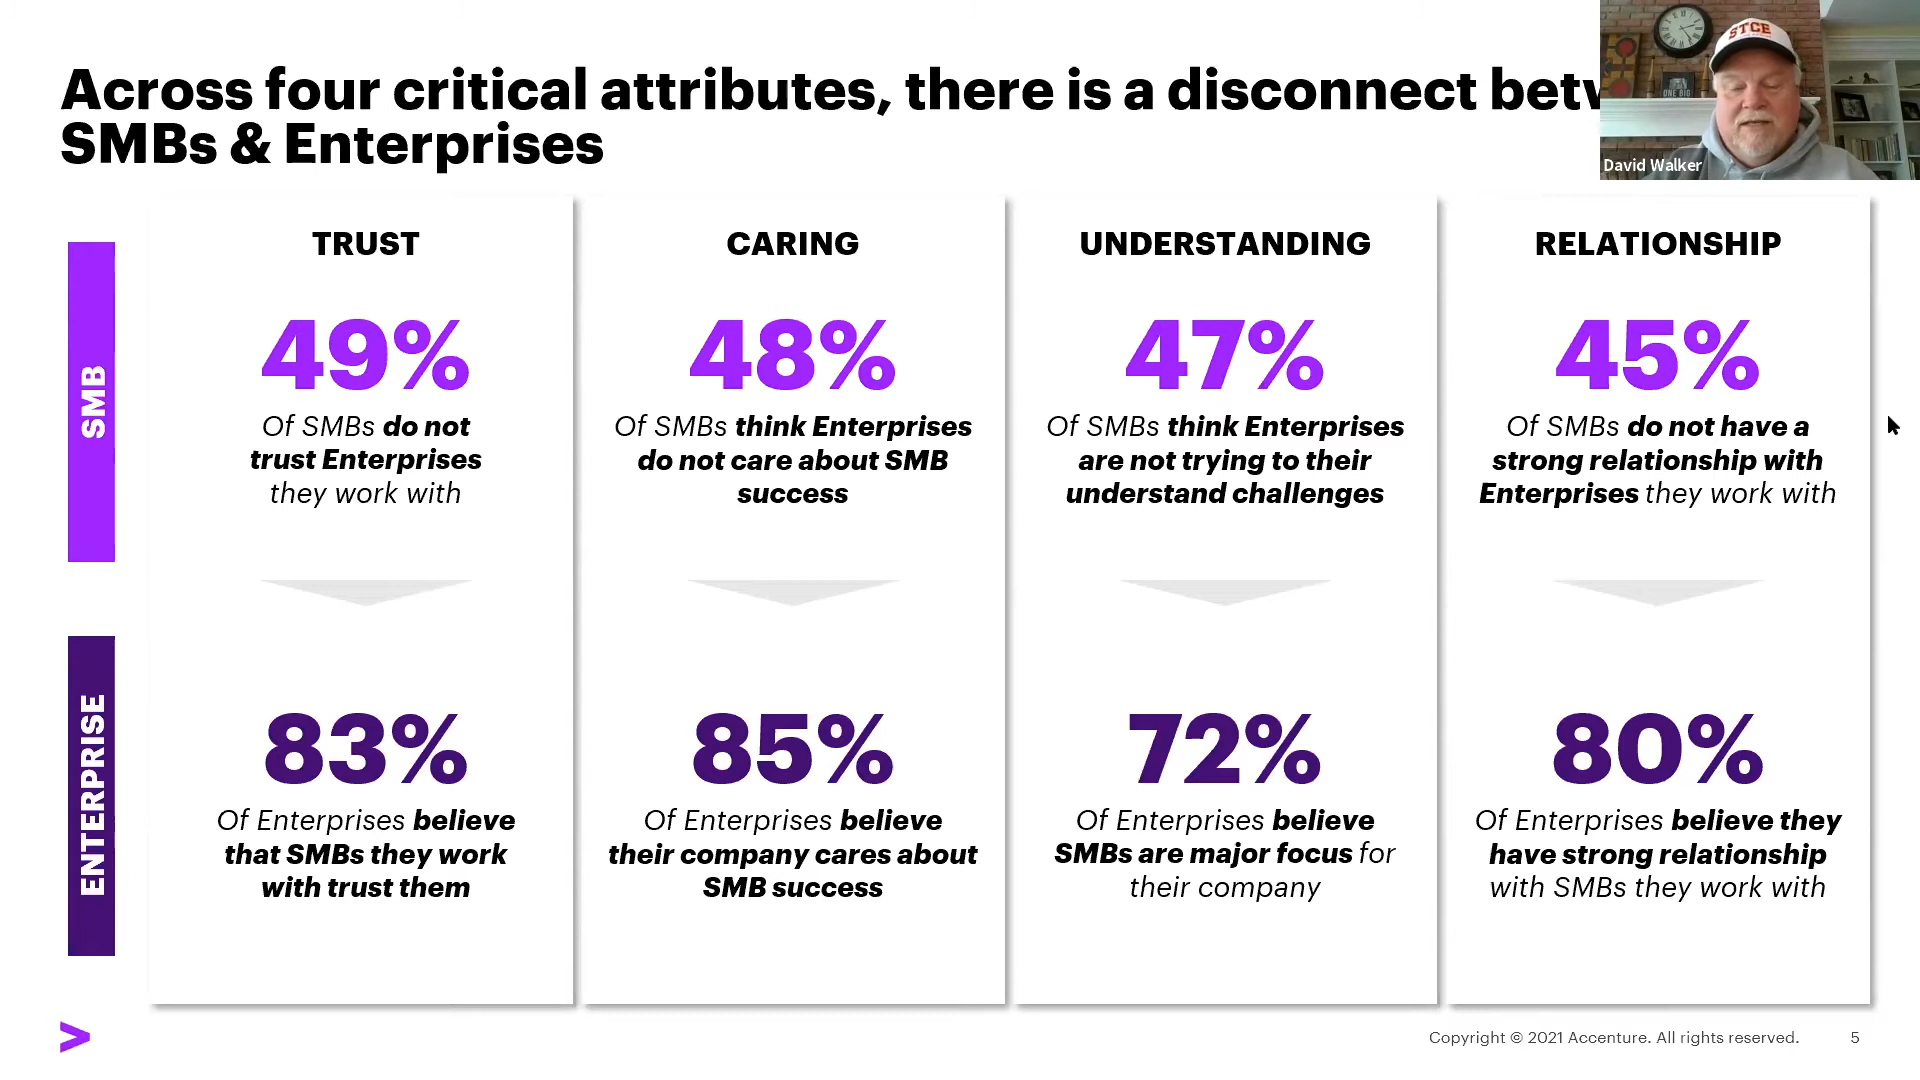 Across four critical attributes, there is a disconnect betw
SMBs & Enterprises
STCE
ONE BIG
David Walker
SMB
TRUST
49%
Of SMBs do not
trust Enterprises
they work with
CARING
48%
Of SMBs think Enterprises
do not care about SMB
success
UNDERSTANDING
47%
Of SMBs think Enterprises
are not trying to their
understand challenges
RELATIONSHIP
45%
Of SMBs do not have a
strong relationship with
Enterprises they work with
ENTERPRISE
83%
Of Enterprises believe
that SMBs they work
with trust them
85%
Of Enterprises believe
their company cares about
SMB success
72%
Of Enterprises believe
SMBs are major focus for
their company
80%
Of Enterprises believe they
have strong relationship
with SMBs they work with
Copyright © 2021 Accenture. All rights reserved.
5